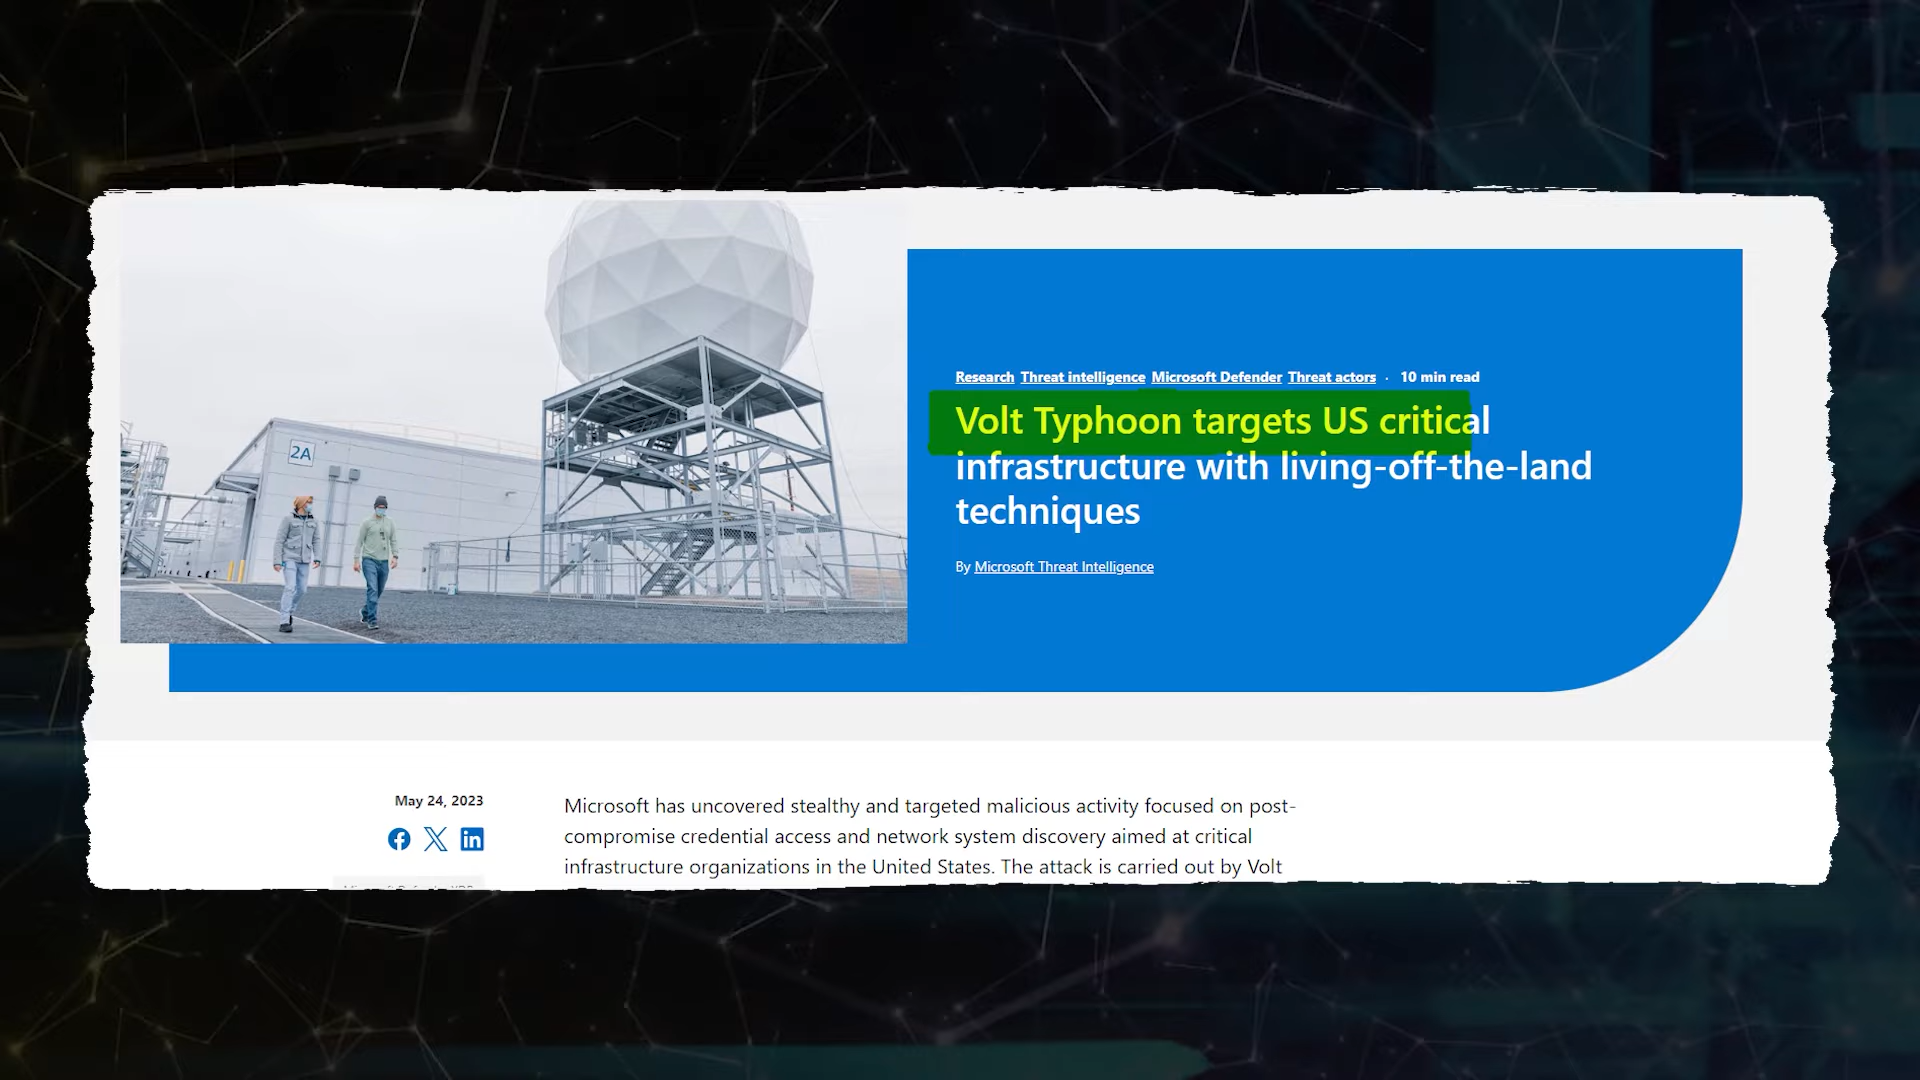 2A
Research Threat intelligence Microsoft Defender Threat actors · 10 min read
Volt Typhoon targets US critical
infrastructure with living-off-the-land
techniques
By Microsoft Threat Intelligence
May 24, 2023
Microsoft has uncovered stealthy and targeted malicious activity focused on post-
compromise credential access and network system discovery aimed at critical
infrastructure organizations in the United States. The attack is carried out by Volt